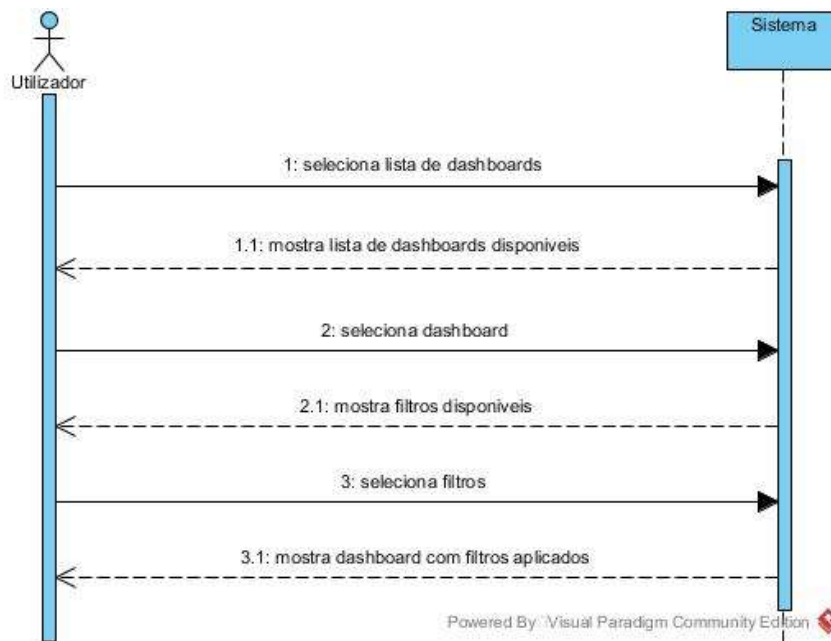 Sistema
Utilizador
1: seleciona lista de dashboards
1.1: mostra lista de dashboards disponiveis
2: seleciona dashboard
2.1: mostra filtros disponiveis
3: seleciona filtros
3.1: mostra dashboard com filtros aplicados
Powered By Visual Paradigm Community Edition